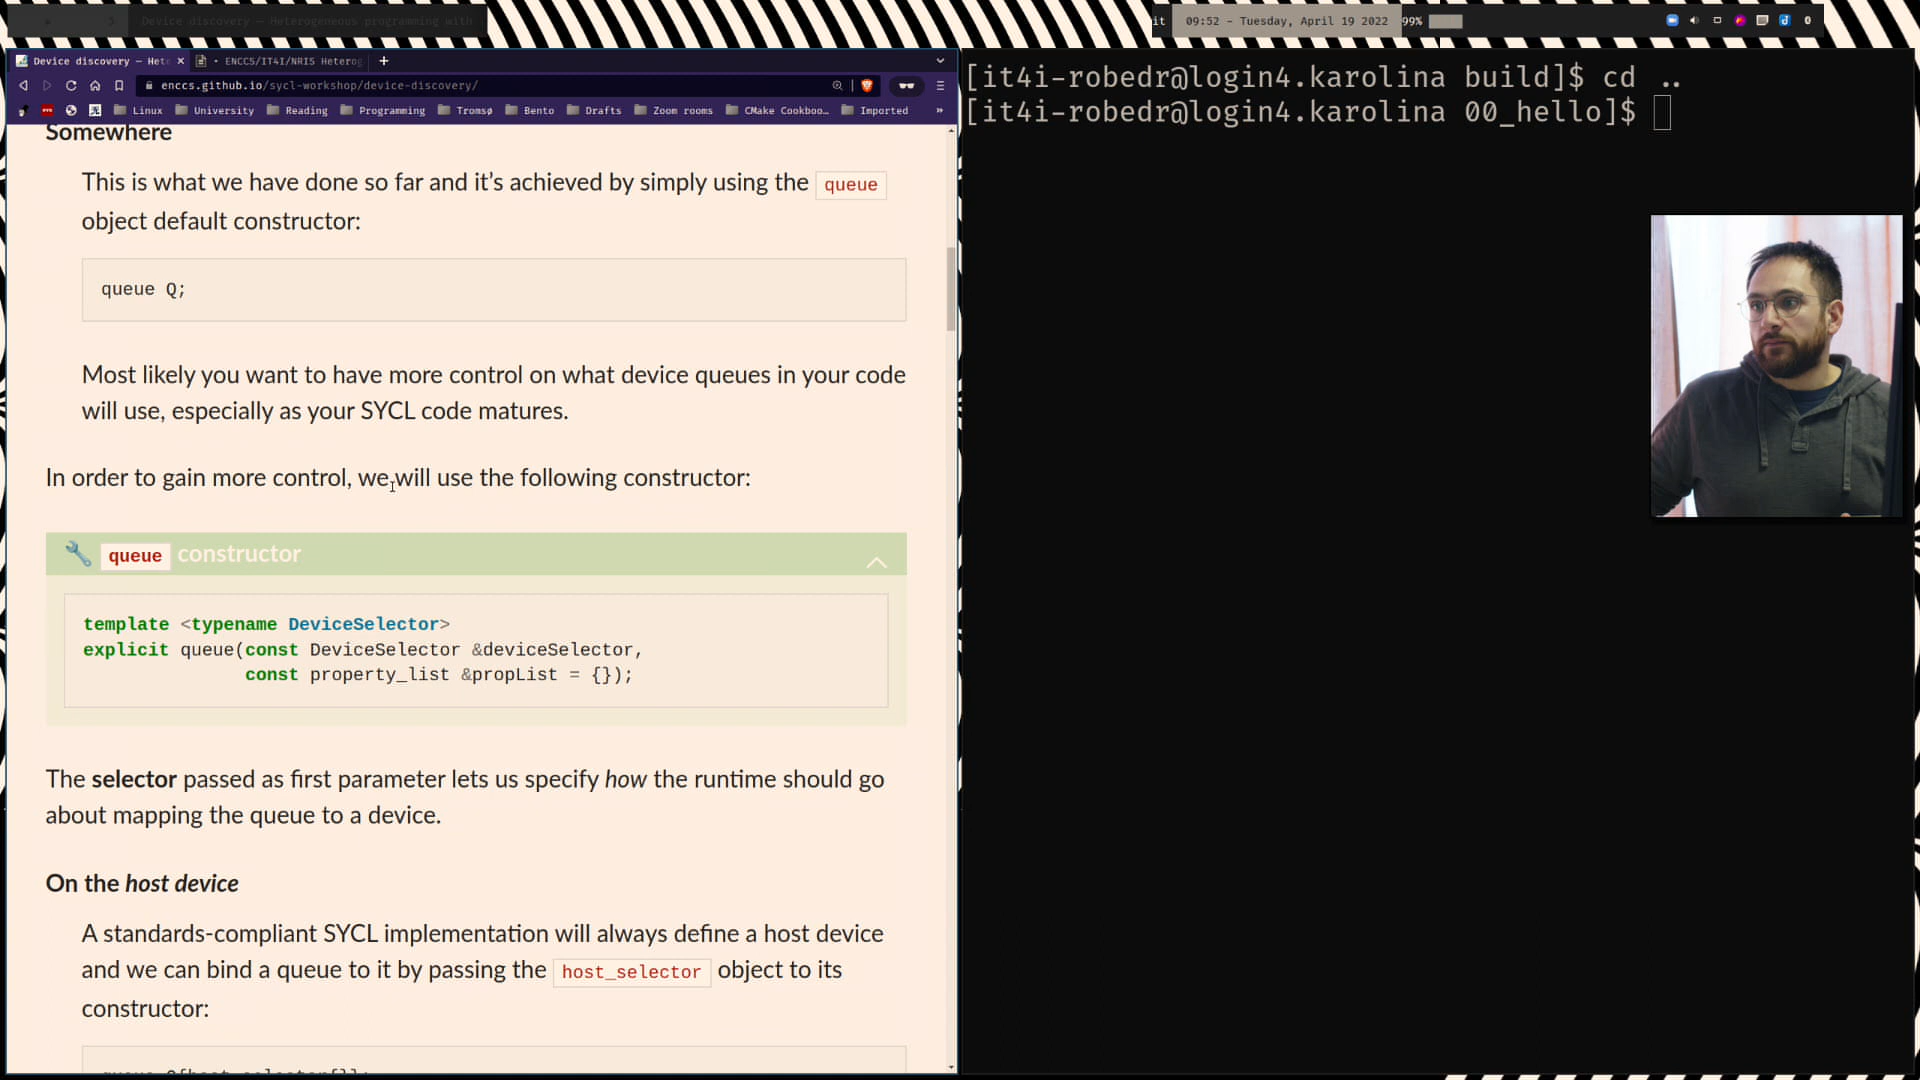 Device discovery — Heterogeneous programming with
it 09:52 – Tuesday, April 19 2022 99%
Device discovery — Hete
ENCCS/IT4I/NRIS Heterog
enccs.github.io/sycl-workshop/device-discovery/
Linux University Reading Programming Tromsø Bento Drafts Zoom rooms CMake Cookboo… Imported »
Somewhere
This is what we have done so far and it's achieved by simply using the queue
object default constructor:
queue Q;
Most likely you want to have more control on what device queues in your code
will use, especially as your SYCL code matures.
In order to gain more control, we will use the following constructor:
queue constructor
template <typename DeviceSelector>
explicit queue(const DeviceSelector &deviceSelector,
const property_list &propList = {});
The selector passed as first parameter lets us specify how the runtime should go
about mapping the queue to a device.
On the host device
A standards-compliant SYCL implementation will always define a host device
and we can bind a queue to it by passing the host_selector object to its
constructor:
queue Q{host_selector{}};
[it4i-robedr@login4.karolina build]$ cd ..
[it4i-robedr@login4.karolina 00_hello]$